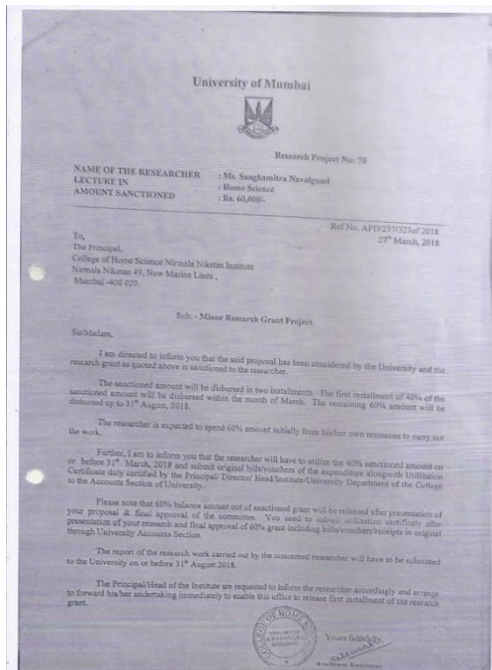 University of Mumbai
Research Project No: 70
NAME OF THE RESEARCHER : Ms. Sanghamitra Navalgund
LECTURE IN : Home Science
AMOUNT SANCTIONED : Rs. 60,000/-
Ref No. APD/237/323of 2018
27th March, 2018
To,
The Principal,
College of Home Science Nirmala Niketan Institute
Nirmala Niketan 49, New Marine Lines ,
Mumbai -400 020.
Sub: - Minor Research Grant Project.
Sir/Madam,
I am directed to inform you that the said proposal has been considered by the University and the
research grant as quoted above is sanctioned to the researcher.
The sanctioned amount will be disbursed in two installments. The first installment of 40% of the
sanctioned amount will be disbursed within the month of March. The remaining 60% amount will be
disbursed up to 31st August, 2018.
The researcher is expected to spend 60% amount initially from his/her own resources to carry out
the work.
Further, I am to inform you that the researcher will have to utilize the 40% sanctioned amount on
or before 31st. March, 2018 and submit original bills/vouchers of the expenditure alongwith Utilization
Certificate duty certified by the Principal/ Director/ Head/Institute/University Department of the College
to the Accounts Section of University.
Please note that 60% balance amount out of sanctioned grant will be released after presentation of
your proposal & final approval of the committee. You need to submit utilization certificate after
presentation of your research and final approval of 60% grant including bills/vouchers/receipts in original
through University Accounts Section.
The report of the research work carried out by the concerned researcher will have to be submitted
to the University on or before 31st August 2018.
The Principal/Head of the Institute are requested to inform the researcher accordingly and arrange
to forward his/her undertaking immediately to enable this office to release first installment of the research
grant.
COLLEGE OF HOME
Yours faithfully,